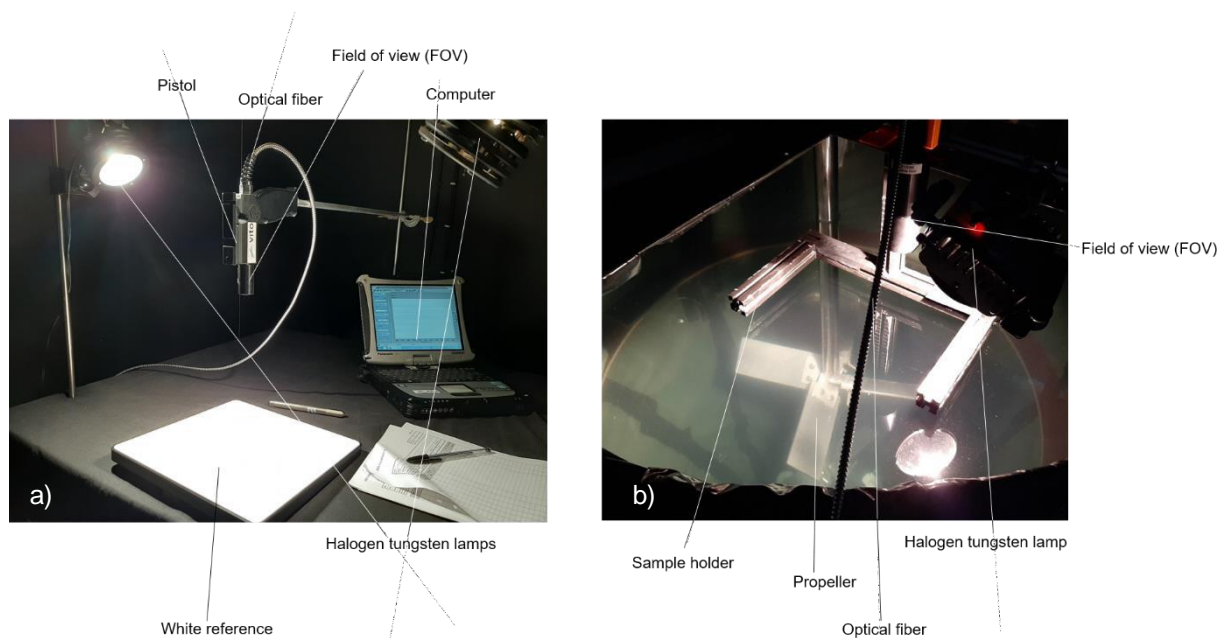 Field of view (FOV)
Pistol
Optical fiber
Computer
vito
a)
Halogen tungsten lamps
White reference
Field of view (FOV)
b)
Halogen tungsten lamp
Sample holder
Propeller
Optical fiber